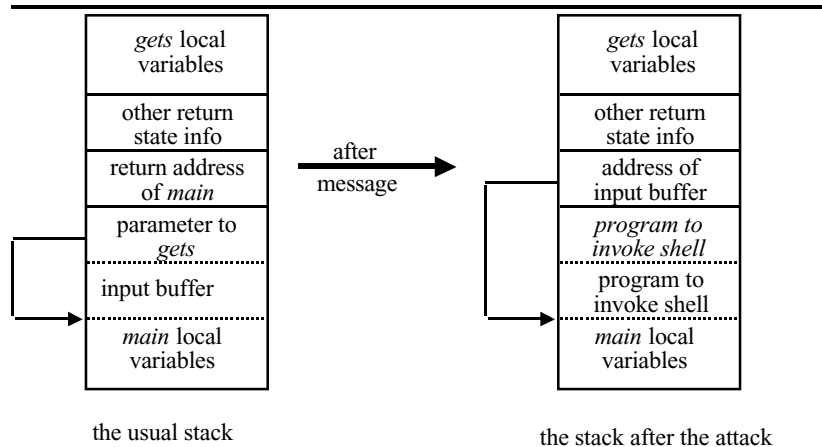 gets local
variables
other return
state info
return address
of main
parameter to
gets
input buffer
main local
variables
the usual stack
after
message
gets local
variables
other return
state info
address of
input buffer
program to
invoke shell
program to
invoke shell
main local
variables
the stack after the attack